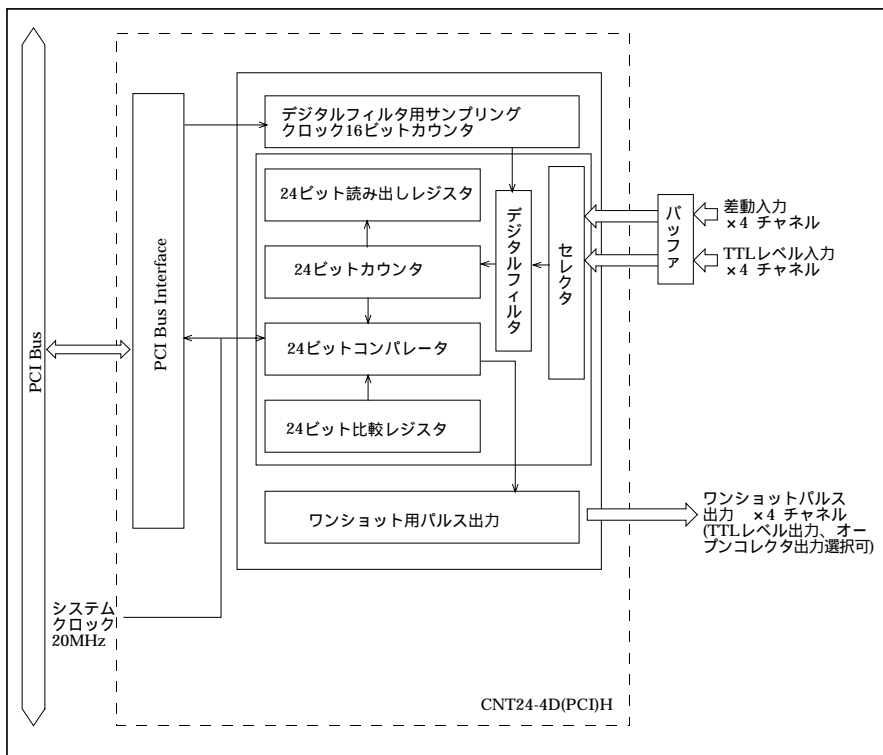 デジタルフィルタ用サンプリング
クロック16ビットカウンタ
24ビット読み出しレジスタ
24ビットカウンタ
24ビットコンパレータ
24ビット比較レジスタ
ワンショット用パルス出力
デジタルフィルタ
セレクタ
バッファ
差動入力
×4 チャネル
TTLレベル入力
×4 チャネル
PCI Bus
PCI Bus Interface
ワンショットパルス
出力 ×4 チャネル
(TTLレベル出力、オー
プンコレクタ出力選択可)
システム
クロック
20MHz
CNT24-4D(PCI)H